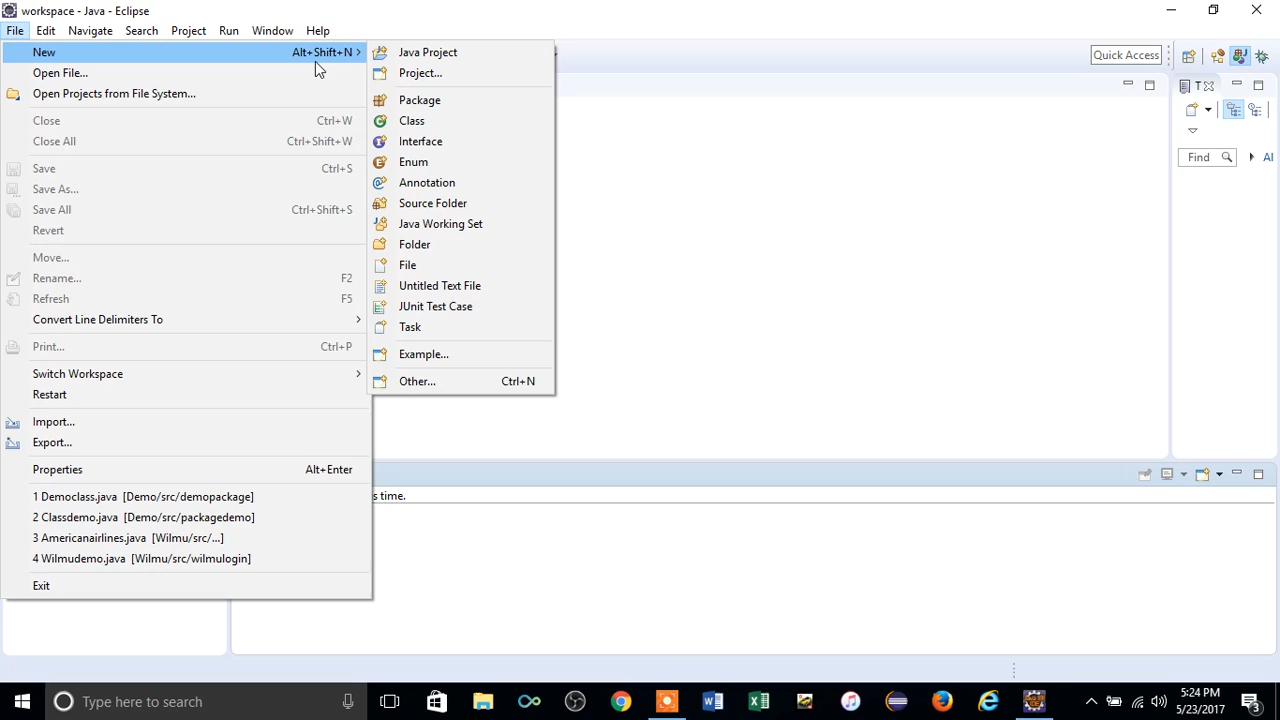 workspace - Java - Eclipse
File Edit Navigate Search Project Run Window Help
New Alt+Shift+N
Open File...
Open Projects from File System...
Close Ctrl+W
Close All Ctrl+Shift+W
Save Ctrl+S
Save As...
Save All Ctrl+Shift+S
Revert
Move...
Rename... F2
Refresh F5
Convert Line Delimiters To
Print... Ctrl+P
Switch Workspace
Restart
Import...
Export...
Properties Alt+Enter
1 Democlass.java [Demo/src/demopackage]
2 Classdemo.java [Demo/src/packagedemo]
3 Americanairlines.java [Wilmu/src/...]
4 Wilmudemo.java [Wilmu/src/wilmulogin]
Exit
Java Project
Project...
Package
Class
Interface
Enum
Annotation
Source Folder
Java Working Set
Folder
File
Untitled Text File
JUnit Test Case
Task
Example...
Other... Ctrl+N
Quick Access
T
Find
Al
s time.
Type here to search
5:24 PM
5/23/2017
3